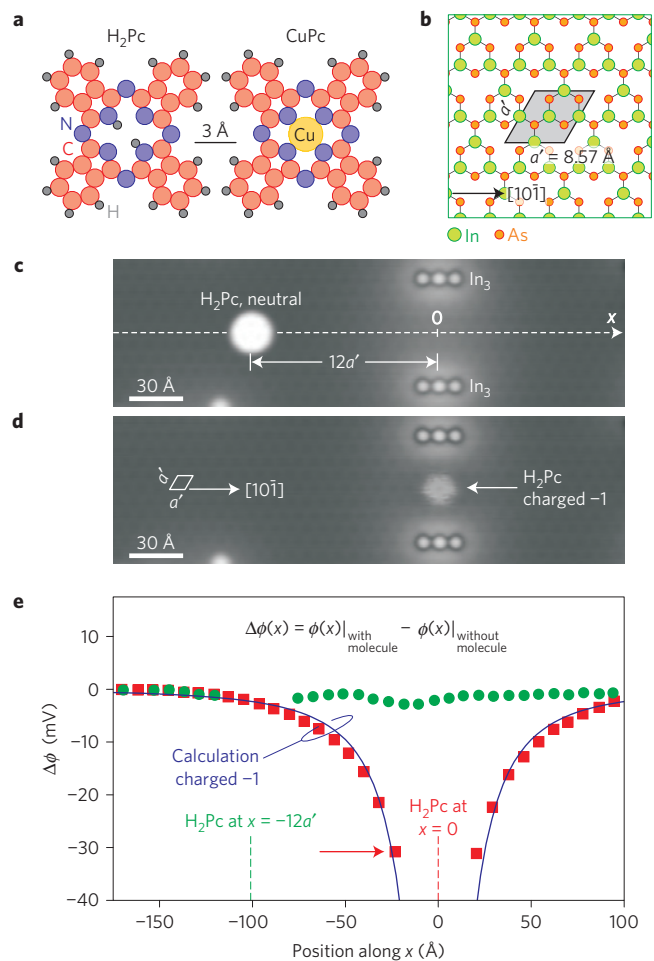 a
H₂Pc
CuPc
N
C
H
3 Å
Cu
b
a′
a′ = 8.57 Å
[101̄]
In
As
c
H₂Pc, neutral
12a′
0
x
In₃
In₃
30 Å
d
a′
a′
[101̄]
H₂Pc
charged −1
30 Å
e
Δϕ(x) = ϕ(x)|with molecule − ϕ(x)|without molecule
Δϕ (mV)
10
0
−10
−20
−30
−40
Calculation
charged −1
H₂Pc at x = −12a′
H₂Pc at
x = 0
−150
−100
−50
0
50
100
Position along x (Å)